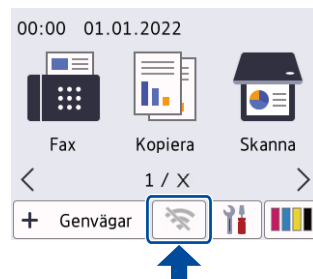 00:00 01.01.2022
Fax Kopiera Skanna
< 1 / X >
+ Genvägar